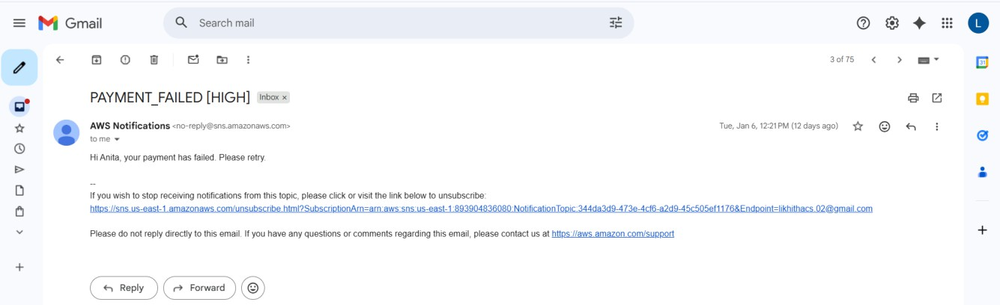 Gmail
Search mail
L
3 of 75
31
PAYMENT_FAILED [HIGH] Inbox ×
AWS Notifications <no-reply@sns.amazonaws.com>
Tue, Jan 6, 12:21 PM (12 days ago)
to me
Hi Anita, your payment has failed. Please retry.
--
If you wish to stop receiving notifications from this topic, please click or visit the link below to unsubscribe:
https://sns.us-east-1.amazonaws.com/unsubscribe.html?SubscriptionArn=arn:aws:sns:us-east-1:893904836080:NotificationTopic:344da3d9-473e-4cf6-a2d9-45c505ef1176&Endpoint=likhithacs.02@gmail.com
Please do not reply directly to this email. If you have any questions or comments regarding this email, please contact us at https://aws.amazon.com/support
Reply
Forward